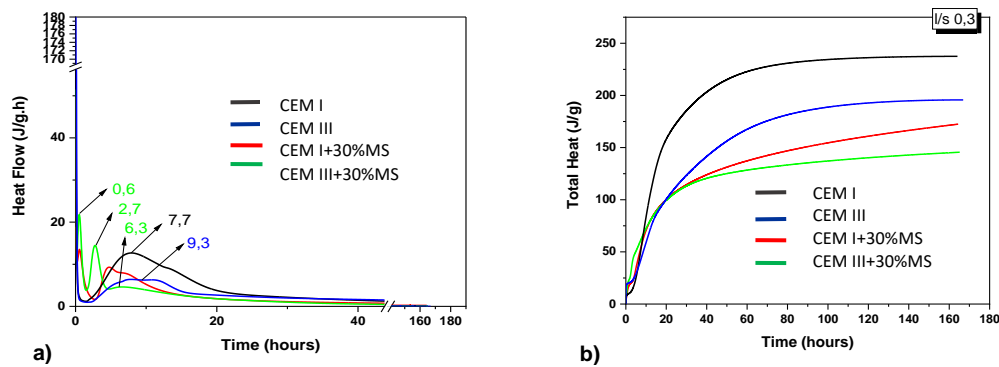 180
178
176
174
172
170
50
40
20
10
0
Heat Flow (J/g.h)
CEM I
CEM III
CEM I+30%MS
CEM III+30%MS
0,6
2,7
6,3
7,7
9,3
0
20
40
160
180
Time (hours)
a)
l/s 0,3
250
200
150
100
50
0
Total Heat (J/g)
CEM I
CEM III
CEM I+30%MS
CEM III+30%MS
0
20
40
60
80
100
120
140
160
180
Time (hours)
b)